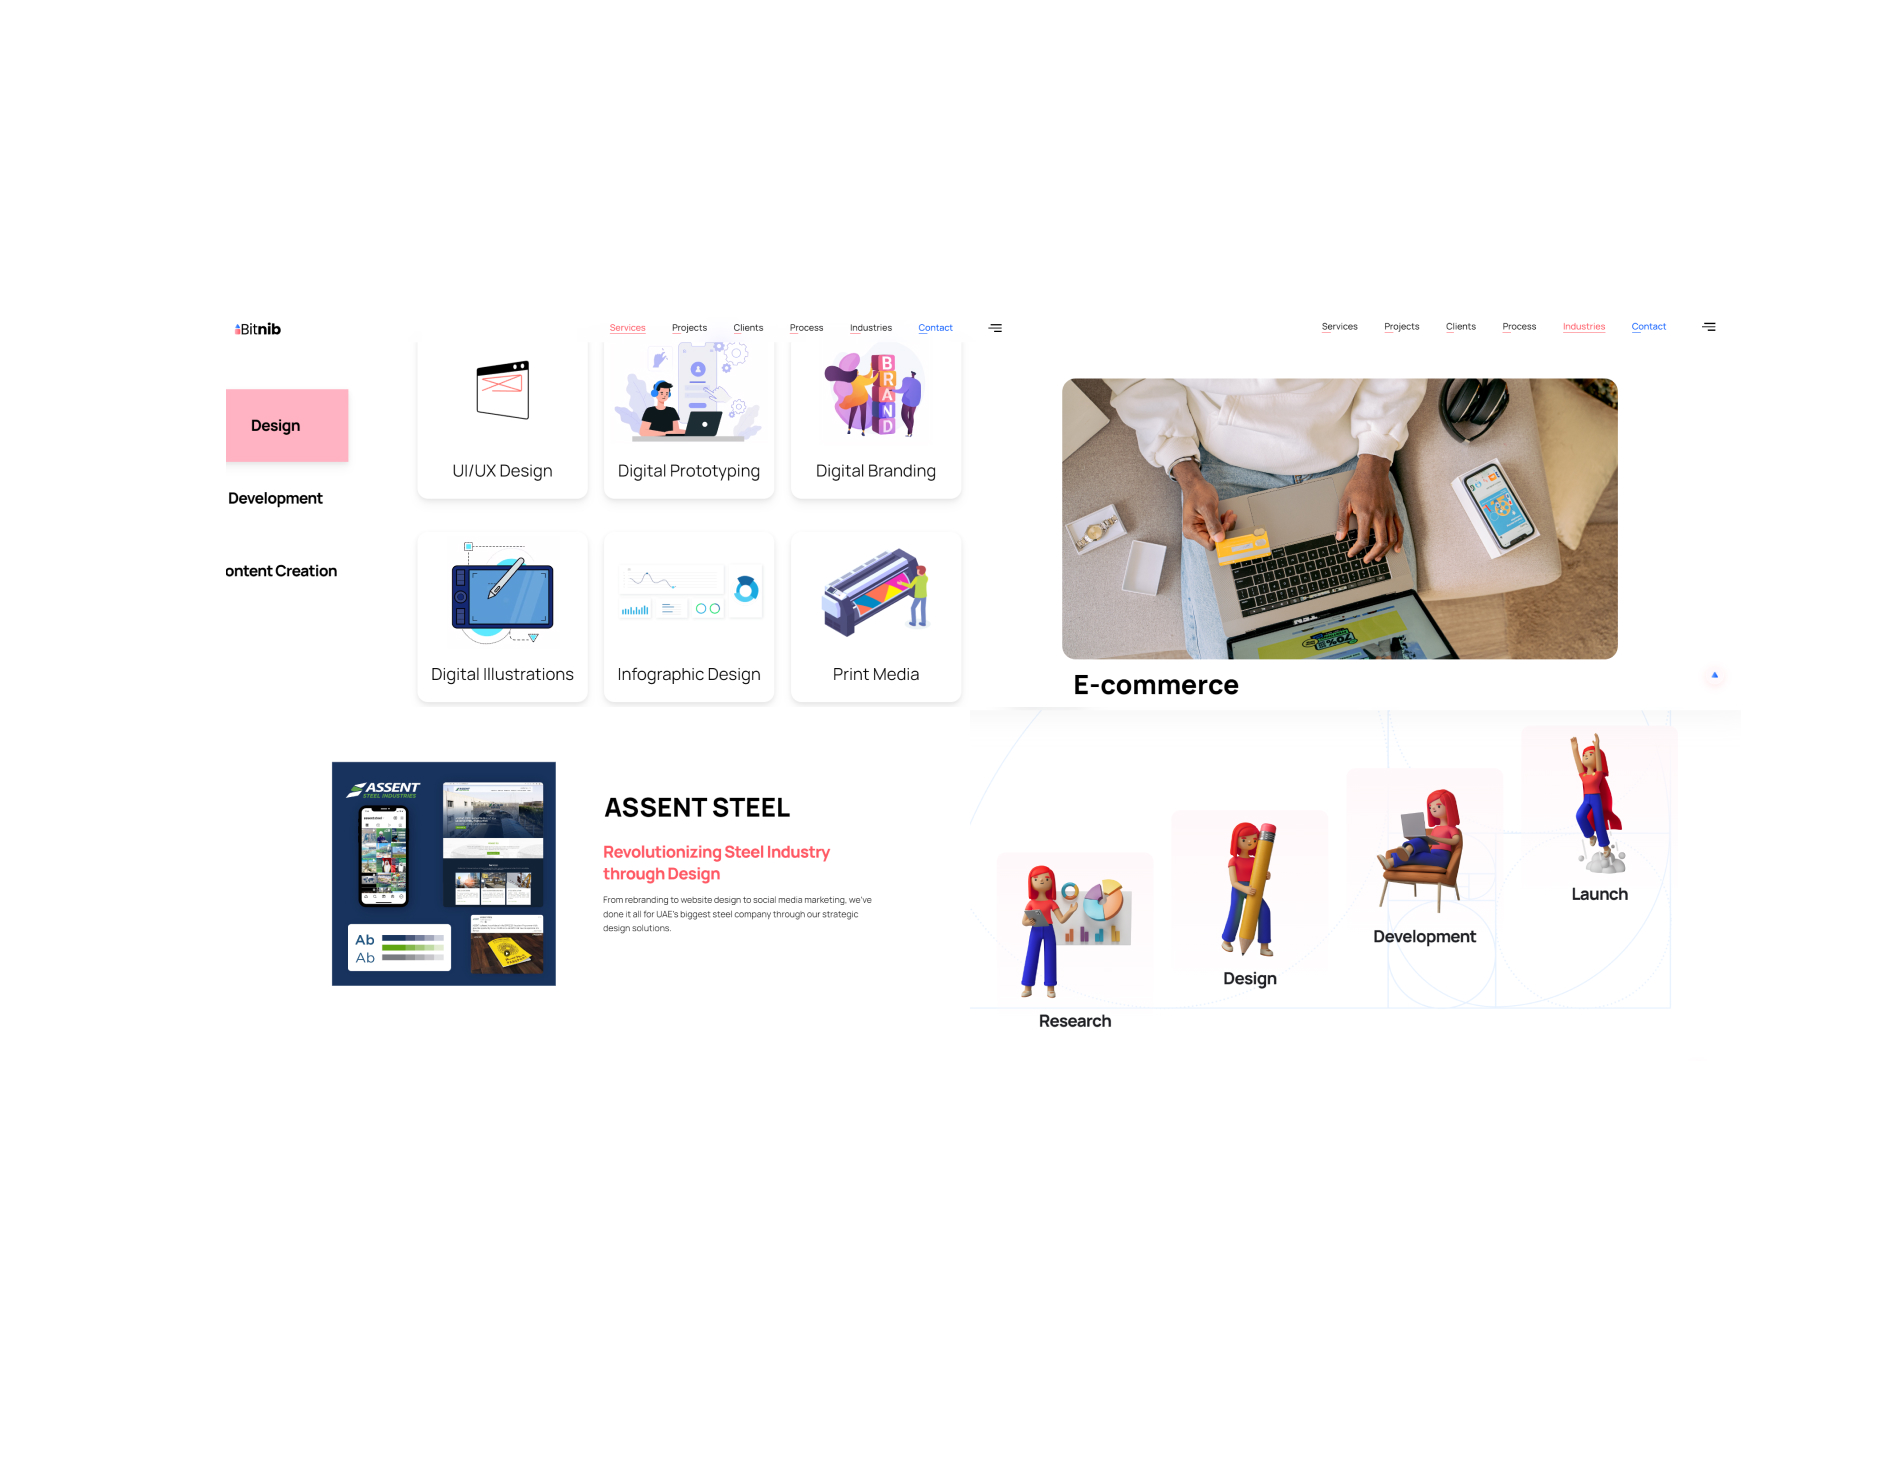 Bitnib
Services Projects Clients Process Industries Contact
Design
Development
ontent Creation
UI/UX Design
Digital Prototyping
BRAND
Digital Branding
Digital Illustrations
Infographic Design
Print Media
Services Projects Clients Process Industries Contact
E-commerce
ASSENT
STEEL INDUSTRIES
Ab
Ab
ASSENT STEEL
Revolutionizing Steel Industry
through Design
From rebranding to website design to social media marketing, we've
done it all for UAE's biggest steel company through our strategic
design solutions.
Research
Design
Development
Launch